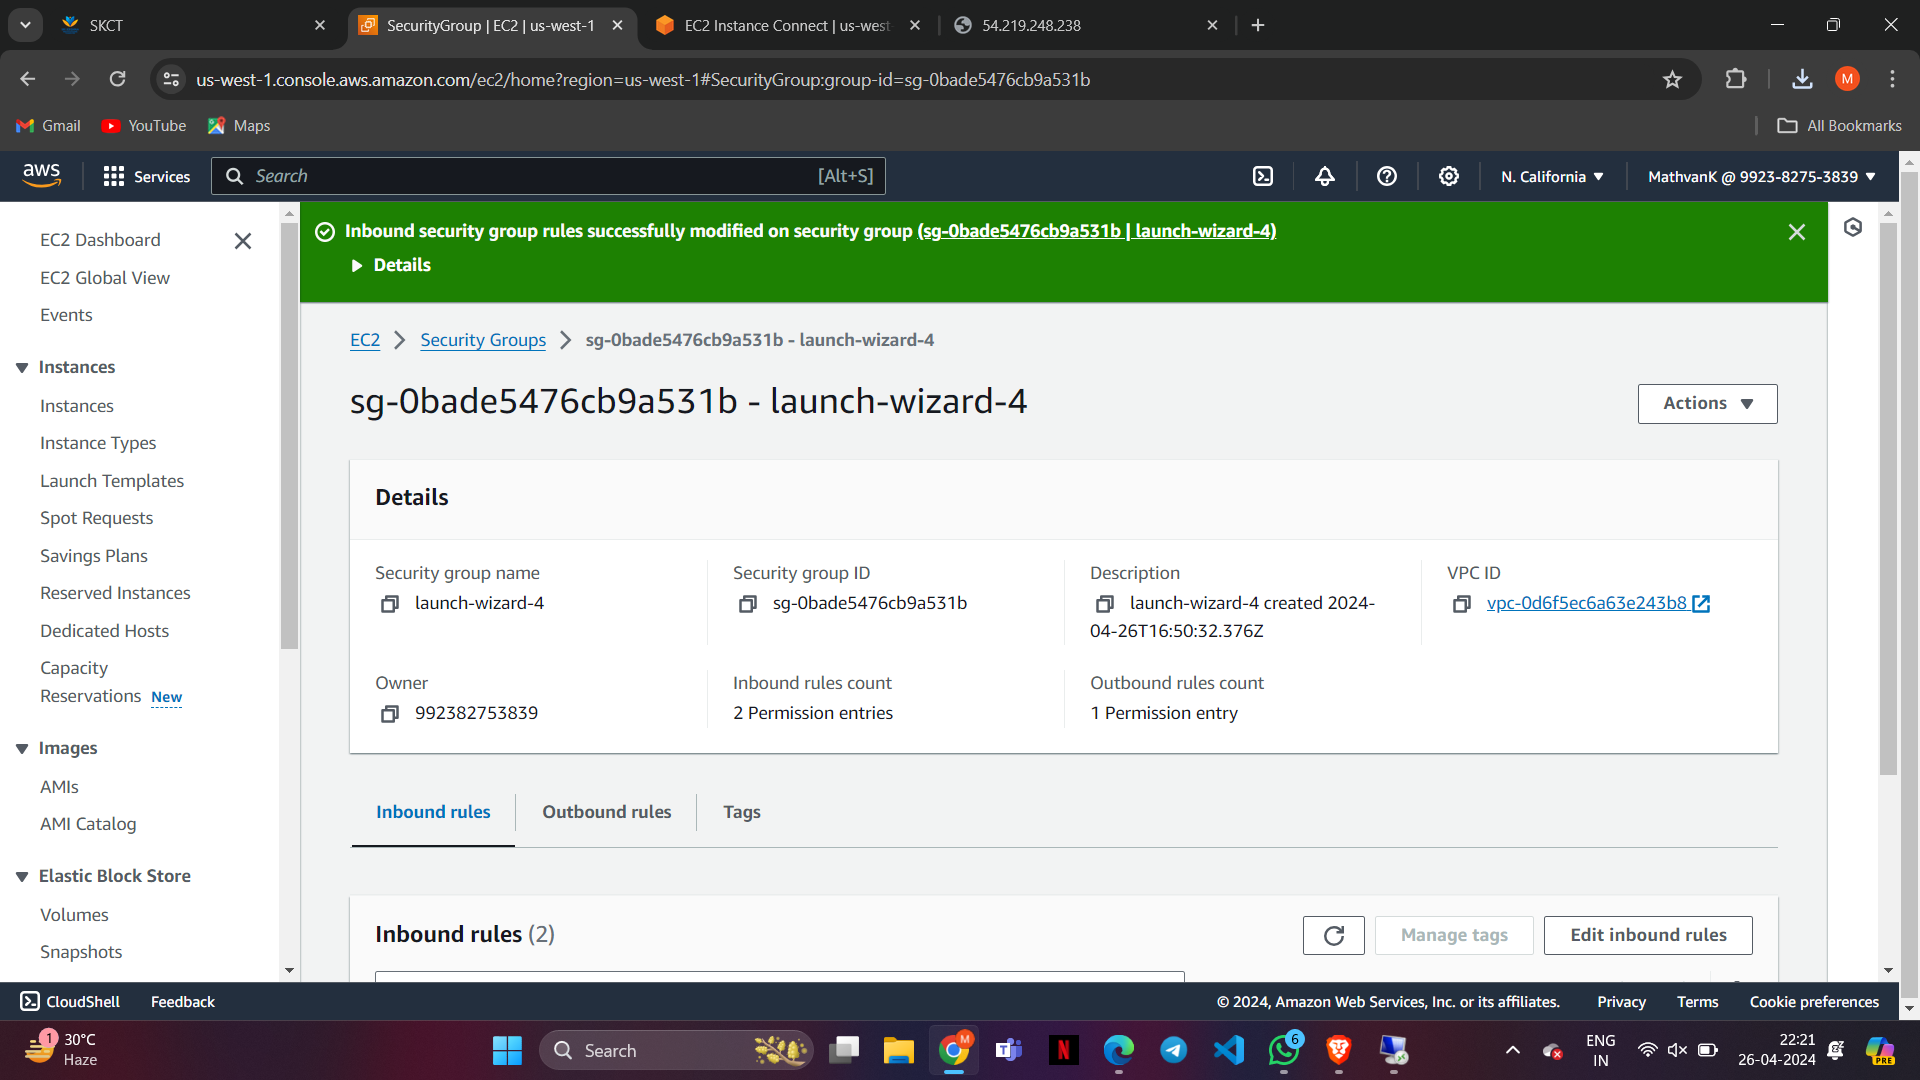 SKCT
SecurityGroup | EC2 | us-west-1
EC2 Instance Connect | us-west-
54.219.248.238
us-west-1.console.aws.amazon.com/ec2/home?region=us-west-1#SecurityGroup:group-id=sg-0bade5476cb9a531b
M
Gmail
YouTube
Maps
All Bookmarks
aws
Services
Search
[Alt+S]
N. California
MathvanK @ 9923-8275-3839
EC2 Dashboard
EC2 Global View
Events
Instances
Instances
Instance Types
Launch Templates
Spot Requests
Savings Plans
Reserved Instances
Dedicated Hosts
Capacity
Reservations New
Images
AMIs
AMI Catalog
Elastic Block Store
Volumes
Snapshots
Inbound security group rules successfully modified on security group (sg-0bade5476cb9a531b | launch-wizard-4)
Details
EC2
Security Groups
sg-0bade5476cb9a531b - launch-wizard-4
sg-0bade5476cb9a531b - launch-wizard-4
Actions
Details
Security group name
launch-wizard-4
Security group ID
sg-0bade5476cb9a531b
Description
launch-wizard-4 created 2024-
04-26T16:50:32.376Z
VPC ID
vpc-0d6f5ec6a63e243b8
Owner
992382753839
Inbound rules count
2 Permission entries
Outbound rules count
1 Permission entry
Inbound rules
Outbound rules
Tags
Inbound rules (2)
Manage tags
Edit inbound rules
CloudShell
Feedback
© 2024, Amazon Web Services, Inc. or its affiliates.
Privacy
Terms
Cookie preferences
1
30°C
Haze
Search
M
N
6
ENG
IN
22:21
26-04-2024
PRE